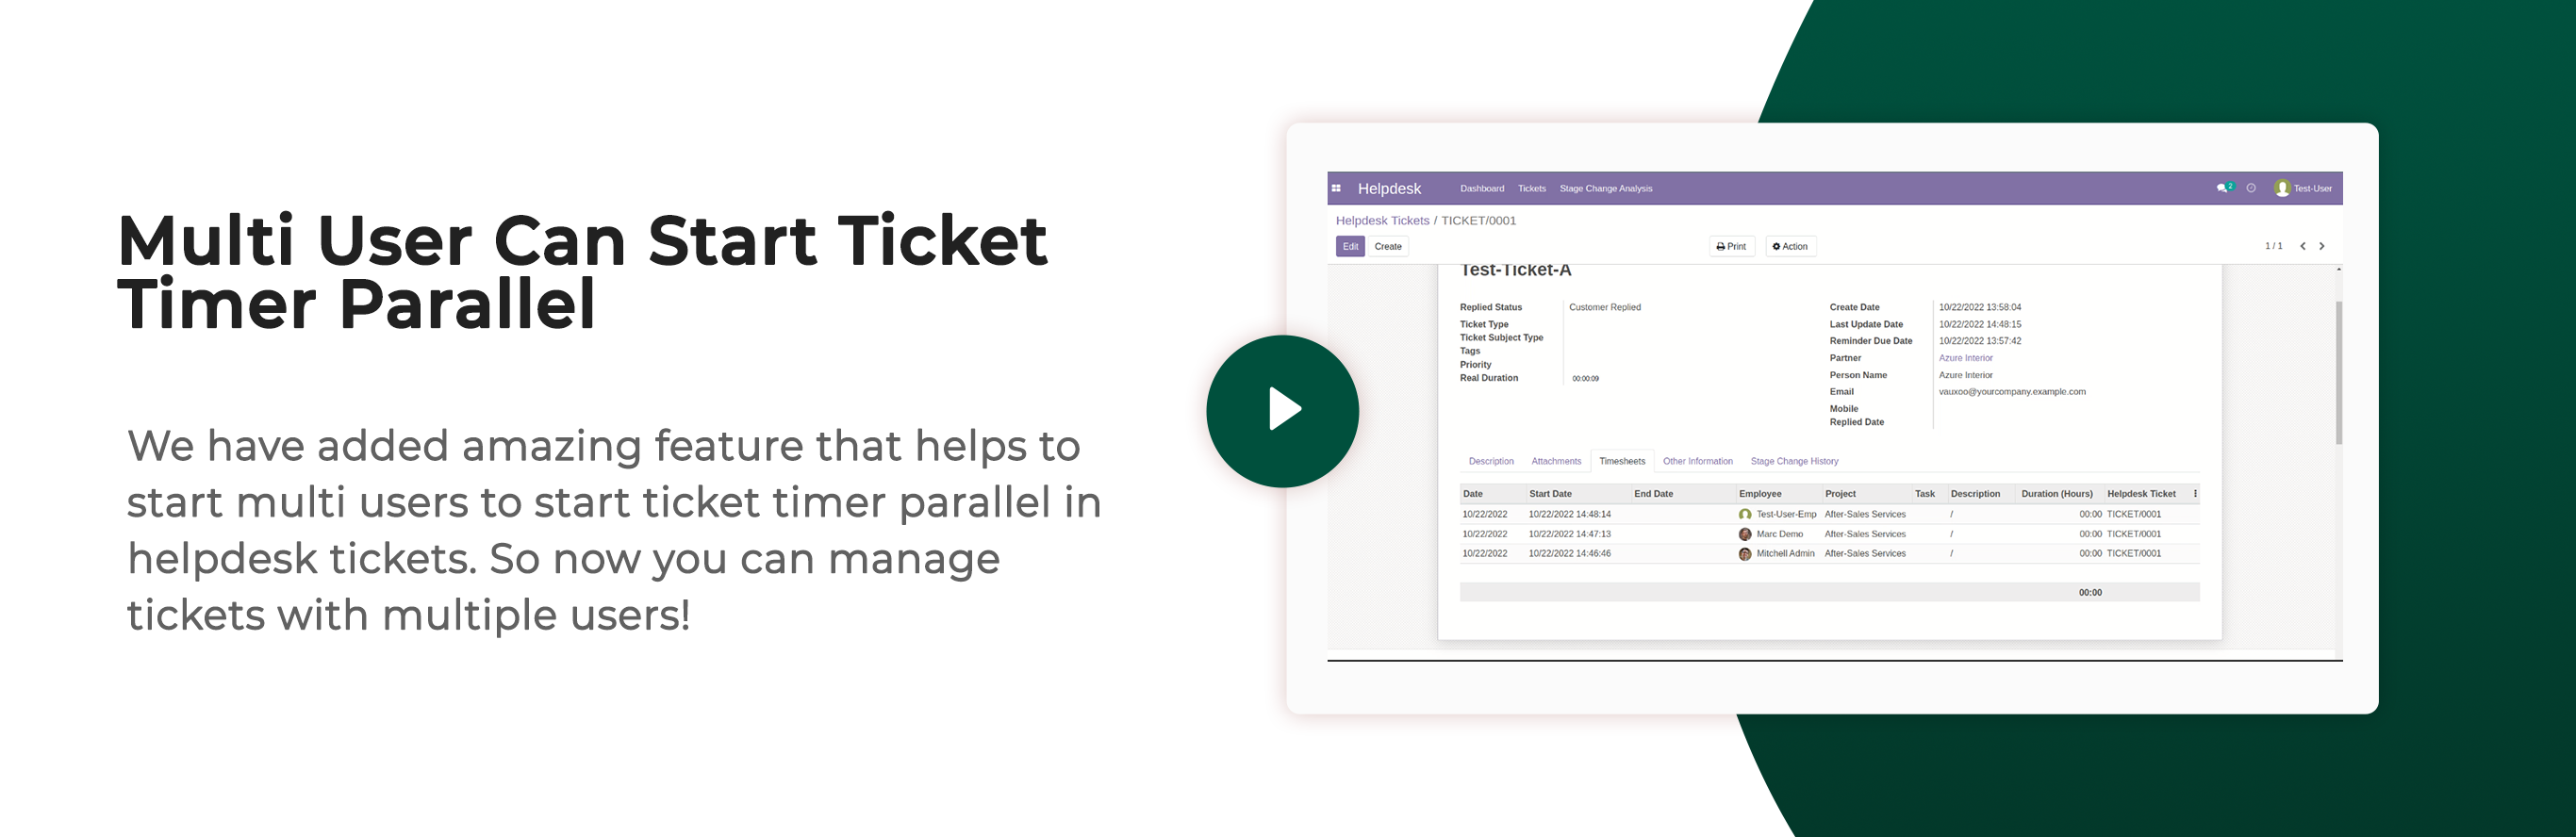 Multi User Can Start Ticket
Timer Parallel
We have added amazing feature that helps to
start multi users to start ticket timer parallel in
helpdesk tickets. So now you can manage
tickets with multiple users!
Helpdesk Dashboard Tickets Stage Change Analysis 2 Test-User
Helpdesk Tickets / TICKET/0001
Edit Create Print Action 1 / 1
Test-Ticket-A
Replied Status Customer Replied Create Date 10/22/2022 13:58:04
Ticket Type Last Update Date 10/22/2022 14:48:15
Ticket Subject Type Reminder Due Date 10/22/2022 13:57:42
Tags Partner Azure Interior
Priority Person Name Azure Interior
Real Duration 00:00:09 Email vauxoo@yourcompany.example.com
Mobile
Replied Date
Description Attachments Timesheets Other Information Stage Change History
Date Start Date End Date Employee Project Task Description Duration (Hours) Helpdesk Ticket
10/22/2022 10/22/2022 14:48:14 Test-User-Emp After-Sales Services / 00:00 TICKET/0001
10/22/2022 10/22/2022 14:47:13 Marc Demo After-Sales Services / 00:00 TICKET/0001
10/22/2022 10/22/2022 14:46:46 Mitchell Admin After-Sales Services / 00:00 TICKET/0001
00:00